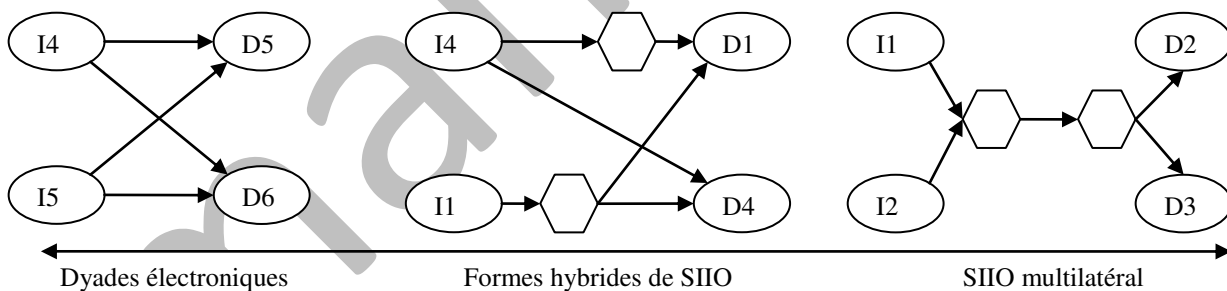 I4 D5 I4 D1 I1 D2
I5 D6 I1 D4 I2 D3
Dyades électroniques Formes hybrides de SIIO SIIO multilatéral